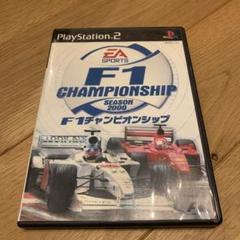 PlayStation 2
EA
SPORTS
F1
CHAMPIONSHIP
SEASON
2000
F1チャンピオンシップ